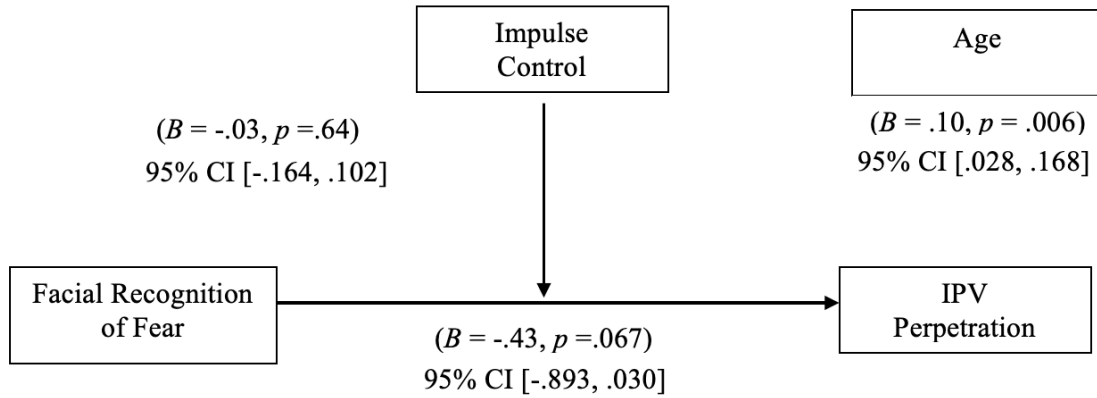 Impulse
Control
Age
(B = -.03, p =.64)
95% CI [-.164, .102]
(B = .10, p = .006)
95% CI [.028, .168]
Facial Recognition
of Fear
IPV
Perpetration
(B = -.43, p =.067)
95% CI [-.893, .030]